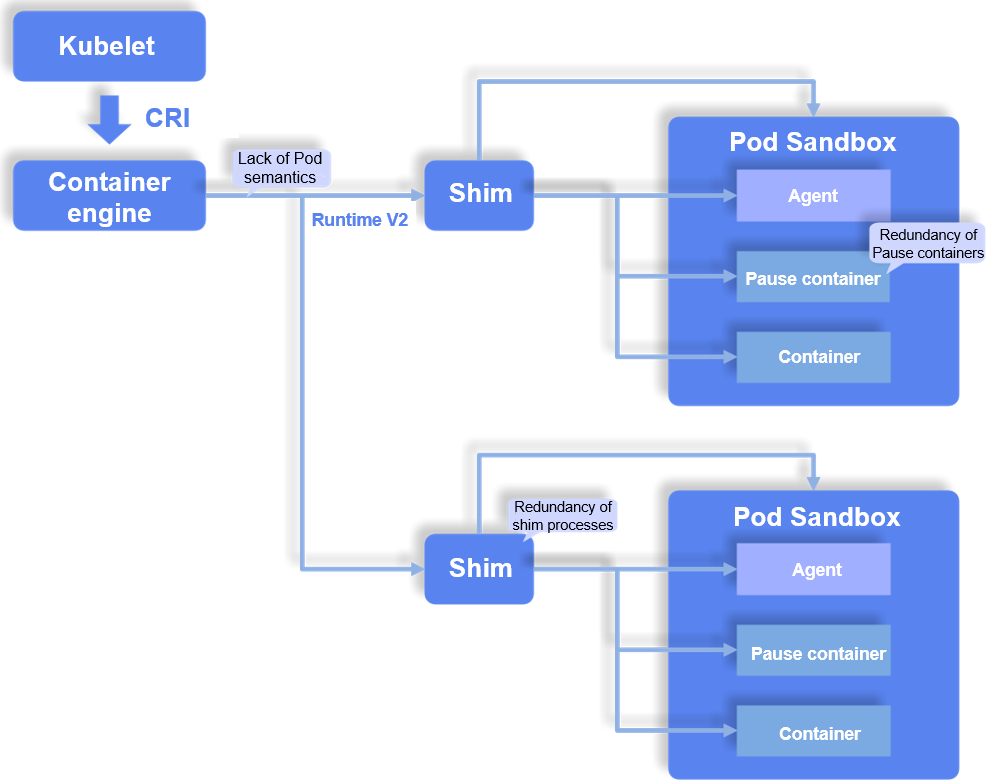 Kubelet
CRI
Container
engine
Lack of Pod
semantics
Runtime V2
Shim
Pod Sandbox
Agent
Redundancy of
Pause containers
Pause container
Container
Redundancy of
shim processes
Shim
Pod Sandbox
Agent
Pause container
Container